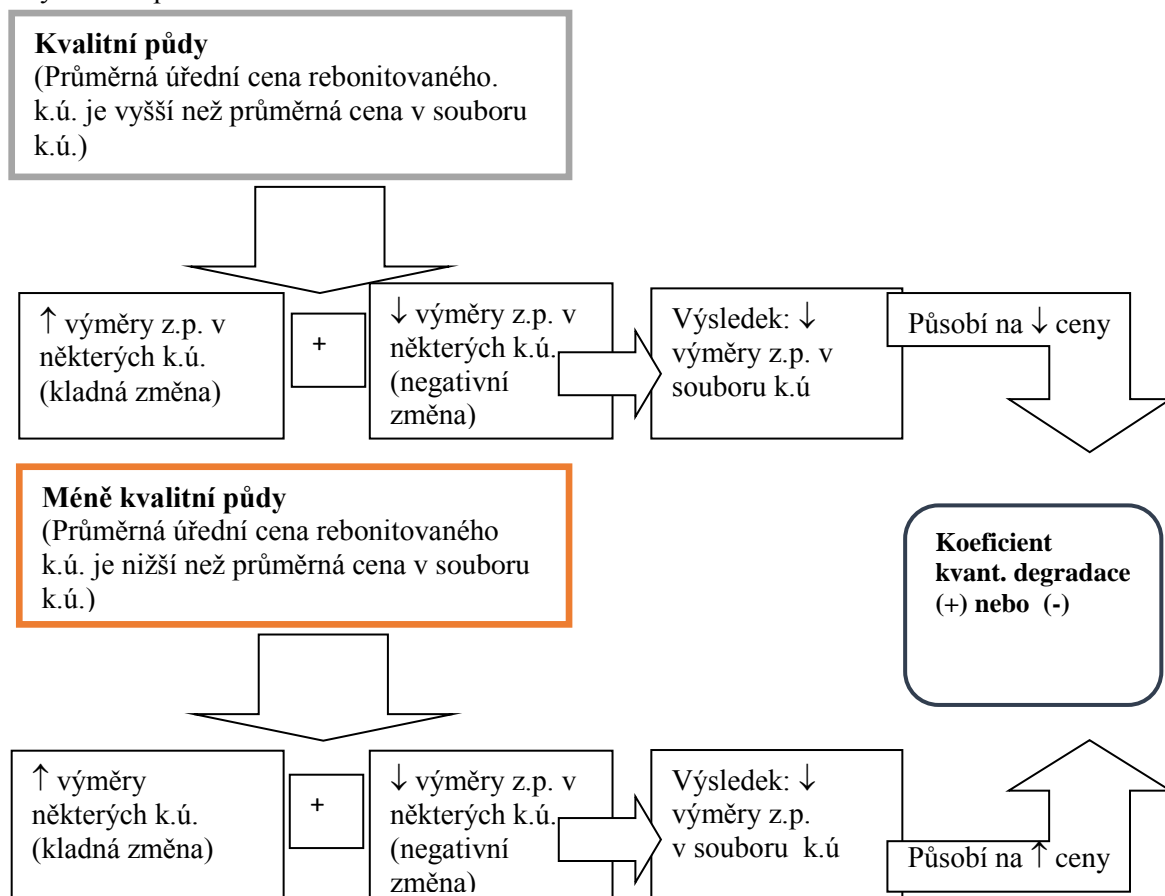 Kvalitní půdy
(Průměrná úřední cena rebonitovaného.
k.ú. je vyšší než průměrná cena v souboru
k.ú.)
↑ výměry z.p. v
některých k.ú.
(kladná změna)
+
↓ výměry z.p. v
některých k.ú.
(negativní
změna)
Výsledek: ↓
výměry z.p. v
souboru k.ú
Působí na ↓ ceny
Méně kvalitní půdy
(Průměrná úřední cena rebonitovaného
k.ú. je nižší než průměrná cena v souboru
k.ú.)
Koeficient
kvant. degradace
(+) nebo (-)
↑ výměry
některých k.ú.
(kladná změna)
+
↓ výměry z.p. v
některých k.ú.
(negativní
změna)
Výsledek: ↓
výměry z.p.
v souboru k.ú
Působí na ↑ ceny